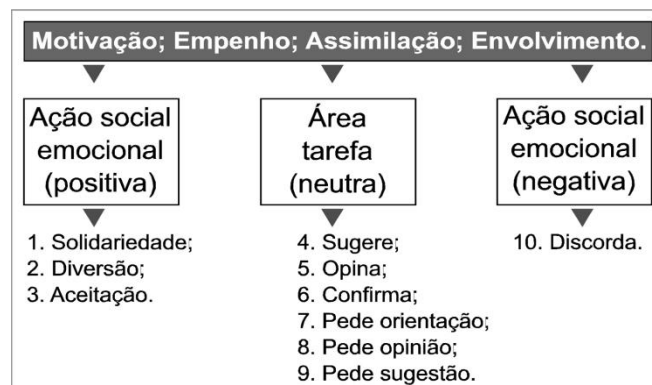 Motivação; Empenho; Assimilação; Envolvimento.
Ação social
emocional
(positiva)
1. Solidariedade;
2. Diversão;
3. Aceitação.
Área
tarefa
(neutra)
4. Sugere;
5. Opina;
6. Confirma;
7. Pede orientação;
8. Pede opinião;
9. Pede sugestão.
Ação social
emocional
(negativa)
10. Discorda.